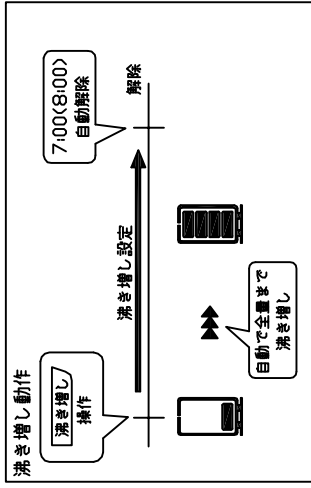 沸き増し動作
沸き増し
操作
沸き増し設定
7:00(8:00)
自動解除
解除
自動で全量まで
沸き増し